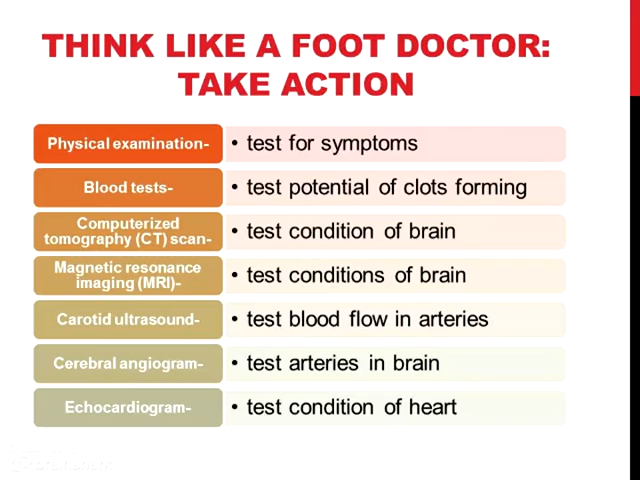 THINK LIKE A FOOT DOCTOR:
TAKE ACTION
Physical examination-
• test for symptoms
Blood tests-
• test potential of clots forming
Computerized
tomography (CT) scan-
• test condition of brain
Magnetic resonance
imaging (MRI)-
• test conditions of brain
Carotid ultrasound-
• test blood flow in arteries
Cerebral angiogram-
• test arteries in brain
Echocardiogram-
• test condition of heart